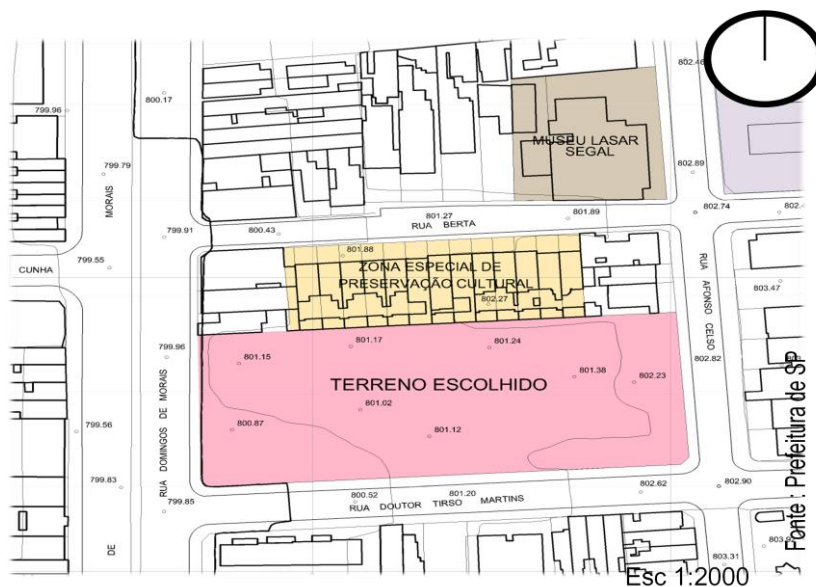 802.46
800.17
799.96
MUSEU LASAR
SEGAL
799.79
802.89
MORAIS
801.27
801.89
802.74
RUA BERTA
799.91
800.43
799.55
CUNHA
801.88
ZONA ESPECIAL DE
PRESERVAÇÃO CULTURAL
802.27
RUA AFONSO CELSO
803.47
799.96
801.17
801.24
801.15
802.82
TERRENO ESCOLHIDO
801.38
802.23
801.02
800.87
801.12
799.56
RUA DOMINGOS DE MORAIS
799.83
799.85
800.52
801.20
802.62
802.90
RUA DOUTOR TIRSO MARTINS
DE
803.31
Fonte : Prefeitura de SP
Esc 1:2000